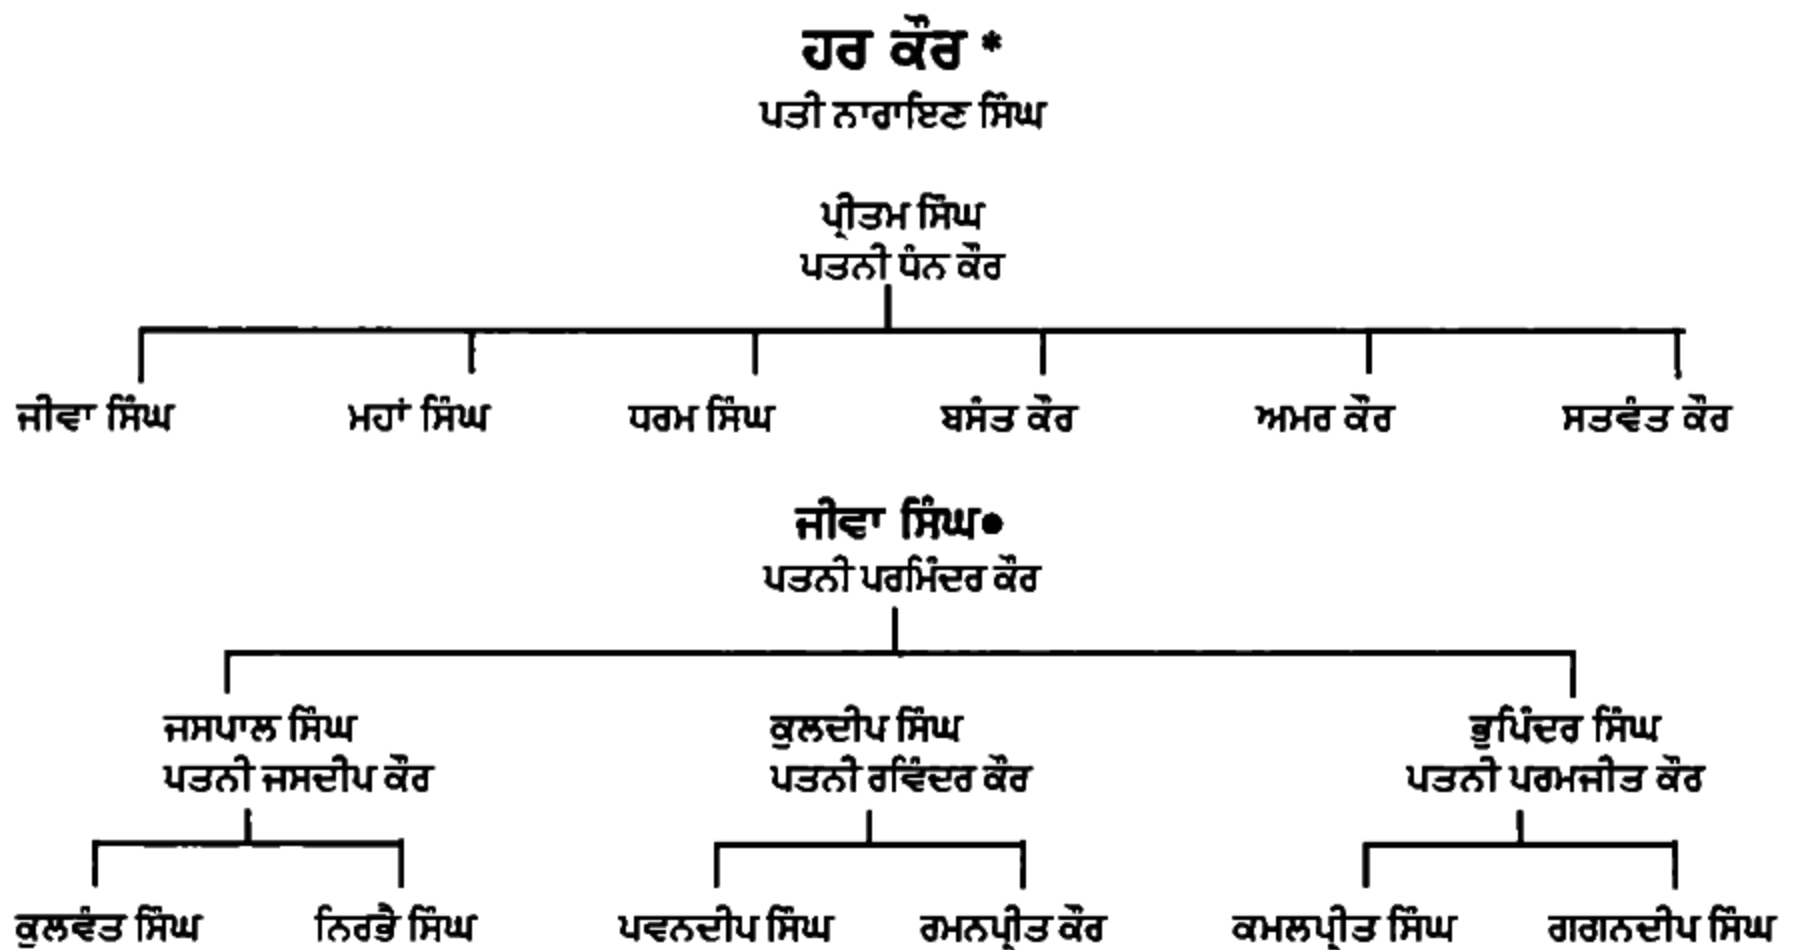 ਹਰ ਕੌਰ *
ਪਤੀ ਨਾਰਾਇਣ ਸਿੰਘ
ਪ੍ਰੀਤਮ ਸਿੰਘ
ਪਤਨੀ ਧੰਨ ਕੌਰ
ਜੀਵਾ ਸਿੰਘ ਮਹਾਂ ਸਿੰਘ ਧਰਮ ਸਿੰਘ ਬਸੰਤ ਕੌਰ ਅਮਰ ਕੌਰ ਸਤਵੰਤ ਕੌਰ
ਜੀਵਾ ਸਿੰਘ●
ਪਤਨੀ ਪਰਮਿੰਦਰ ਕੌਰ
ਜਸਪਾਲ ਸਿੰਘ ਕੁਲਦੀਪ ਸਿੰਘ ਭੁਪਿੰਦਰ ਸਿੰਘ
ਪਤਨੀ ਜਸਦੀਪ ਕੌਰ ਪਤਨੀ ਰਵਿੰਦਰ ਕੌਰ ਪਤਨੀ ਪਰਮਜੀਤ ਕੌਰ
ਕੁਲਵੰਤ ਸਿੰਘ ਨਿਰਭੈ ਸਿੰਘ ਪਵਨਦੀਪ ਸਿੰਘ ਰਮਨਪ੍ਰੀਤ ਕੌਰ ਕਮਲਪ੍ਰੀਤ ਸਿੰਘ ਗਗਨਦੀਪ ਸਿੰਘ